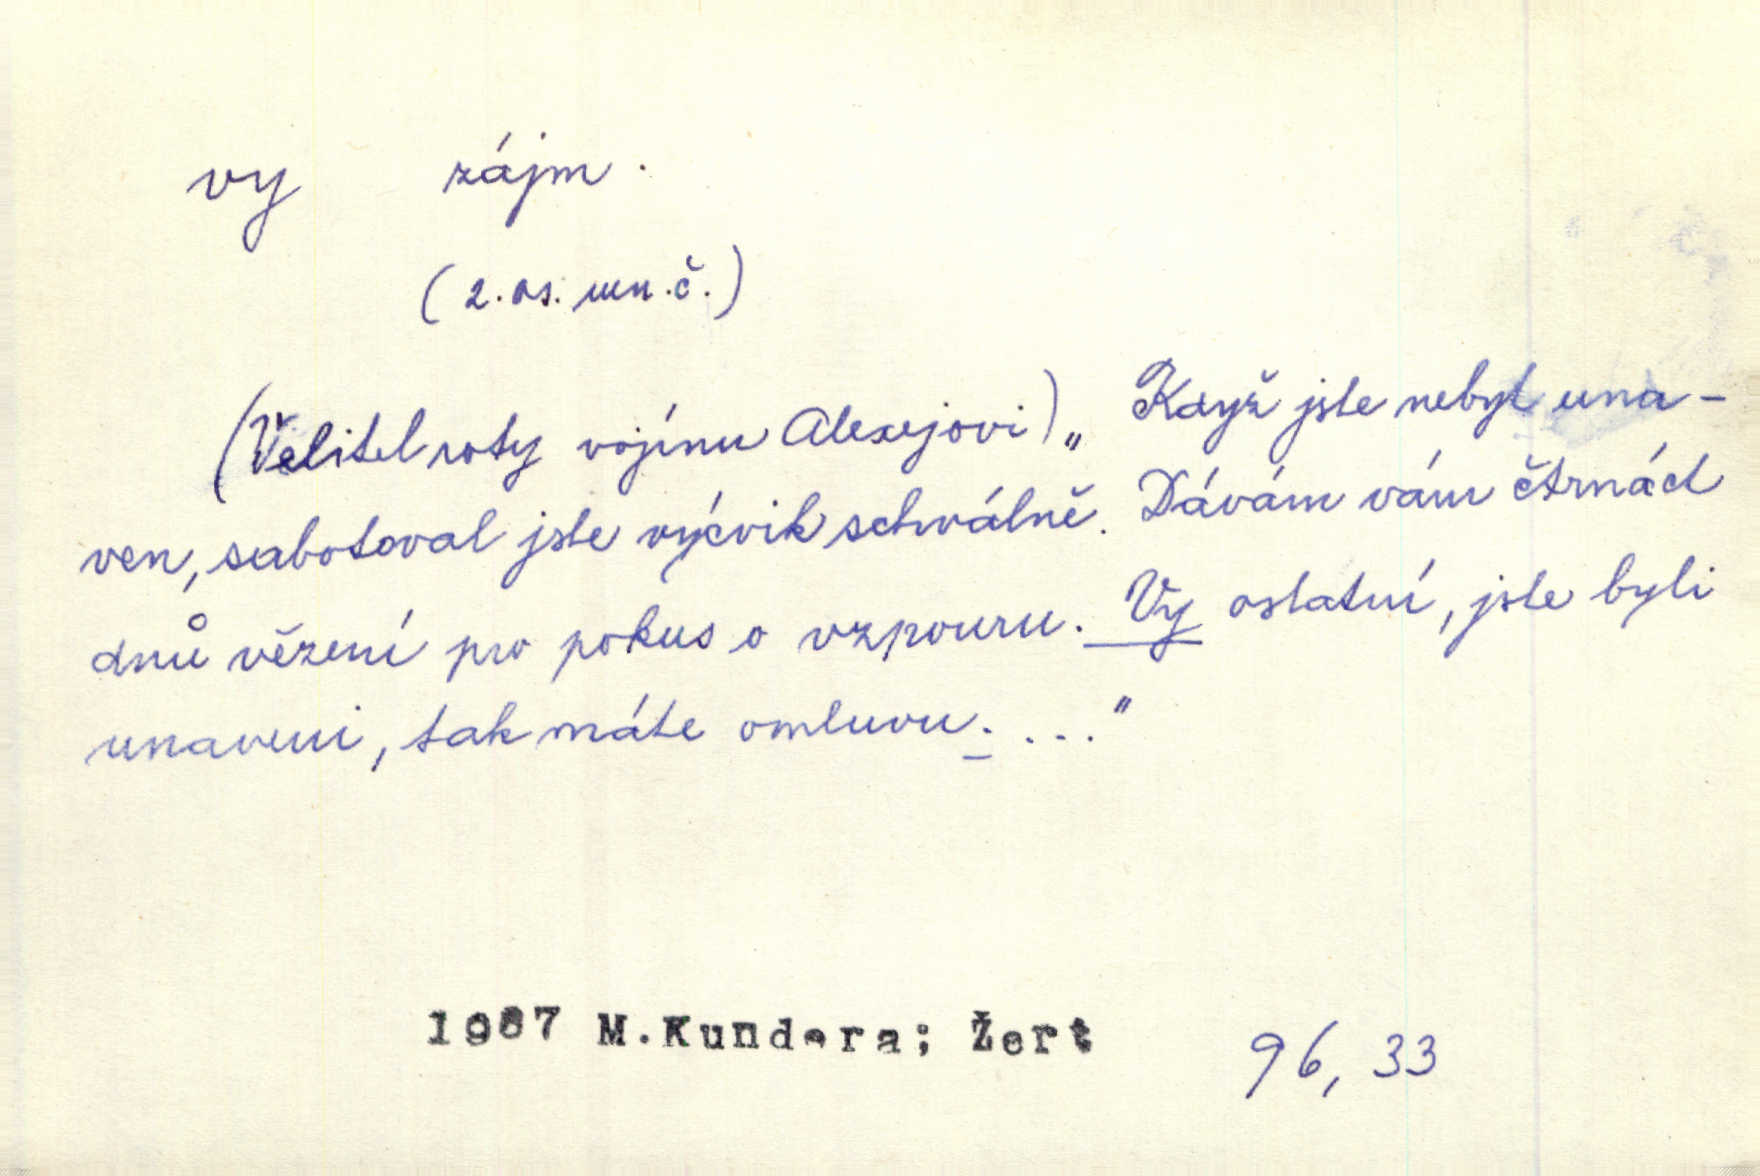 vy zájm.
(2. os. mn. č.)
(Velitel roty vojínu Alexejovi) „Když jste nebyl una-
ven, sabotoval jste výcvik schválně. Dávám vám čtrnáct
dnů vězení pro pokus o vzpouru. Vy ostatní, jste byli
unaveni, tak máte omluvu. ..."
1967 M.Kundera; Žert 96, 33